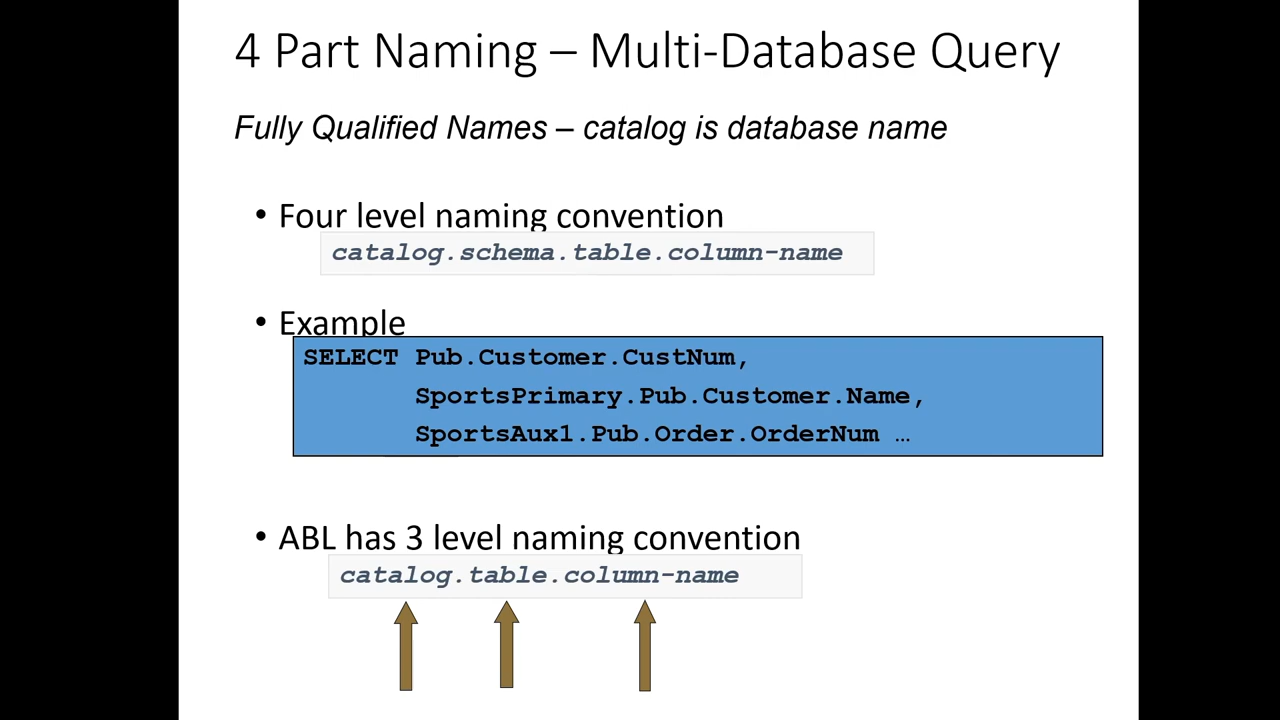 4 Part Naming – Multi-Database Query
Fully Qualified Names – catalog is database name
• Four level naming convention
catalog.schema.table.column-name
• Example
SELECT Pub.Customer.CustNum,
SportsPrimary.Pub.Customer.Name,
SportsAux1.Pub.Order.OrderNum …
• ABL has 3 level naming convention
catalog.table.column-name